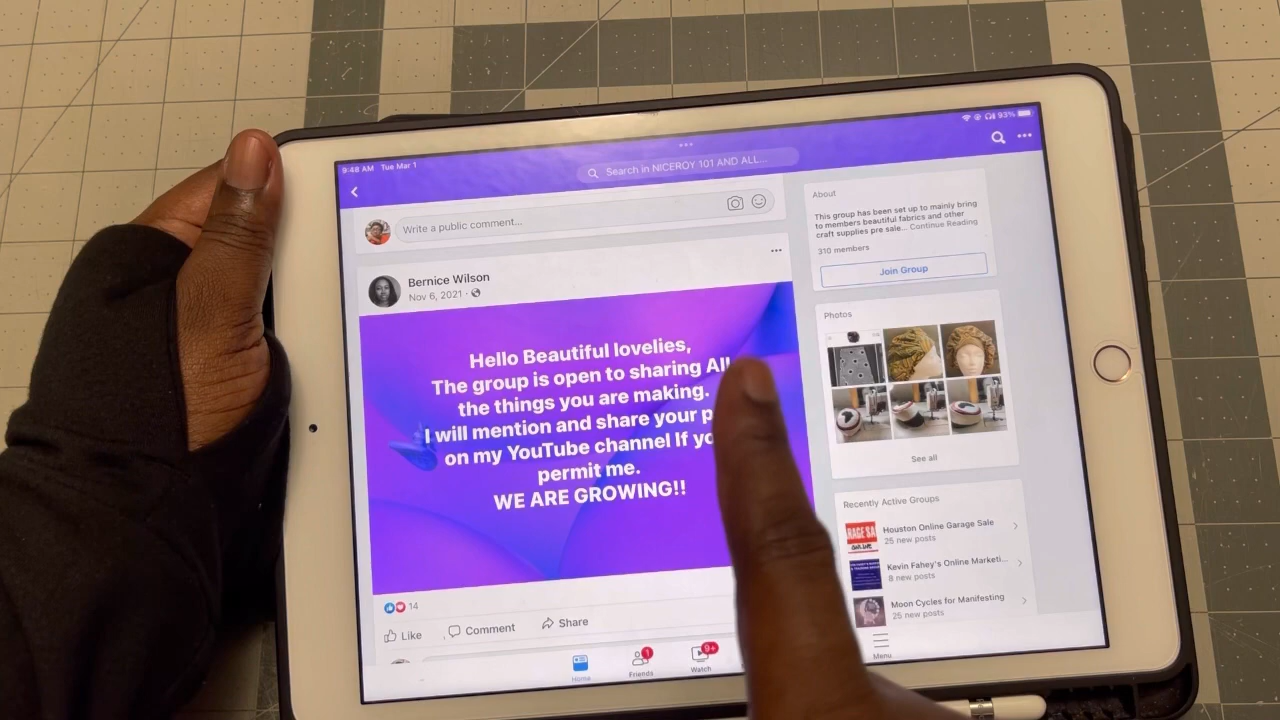 9:48 AM Tue Mar 1
93%
Search in NICEROY 101 AND ALL...
Write a public comment...
Bernice Wilson
Nov 6, 2021
Hello Beautiful lovelies,
The group is open to sharing All
the things you are making.
I will mention and share your p
on my YouTube channel If yo
permit me.
WE ARE GROWING!!
14
Like
Comment
Share
Home
Friends
1
Watch
9+
Menu
About
This group has been set up to mainly bring
to members beautiful fabrics and other
craft supplies pre sale... Continue Reading
310 members
Join Group
Photos
See all
Recently Active Groups
Houston Online Garage Sale
25 new posts
Kevin Fahey's Online Marketi...
8 new posts
Moon Cycles for Manifesting
25 new posts